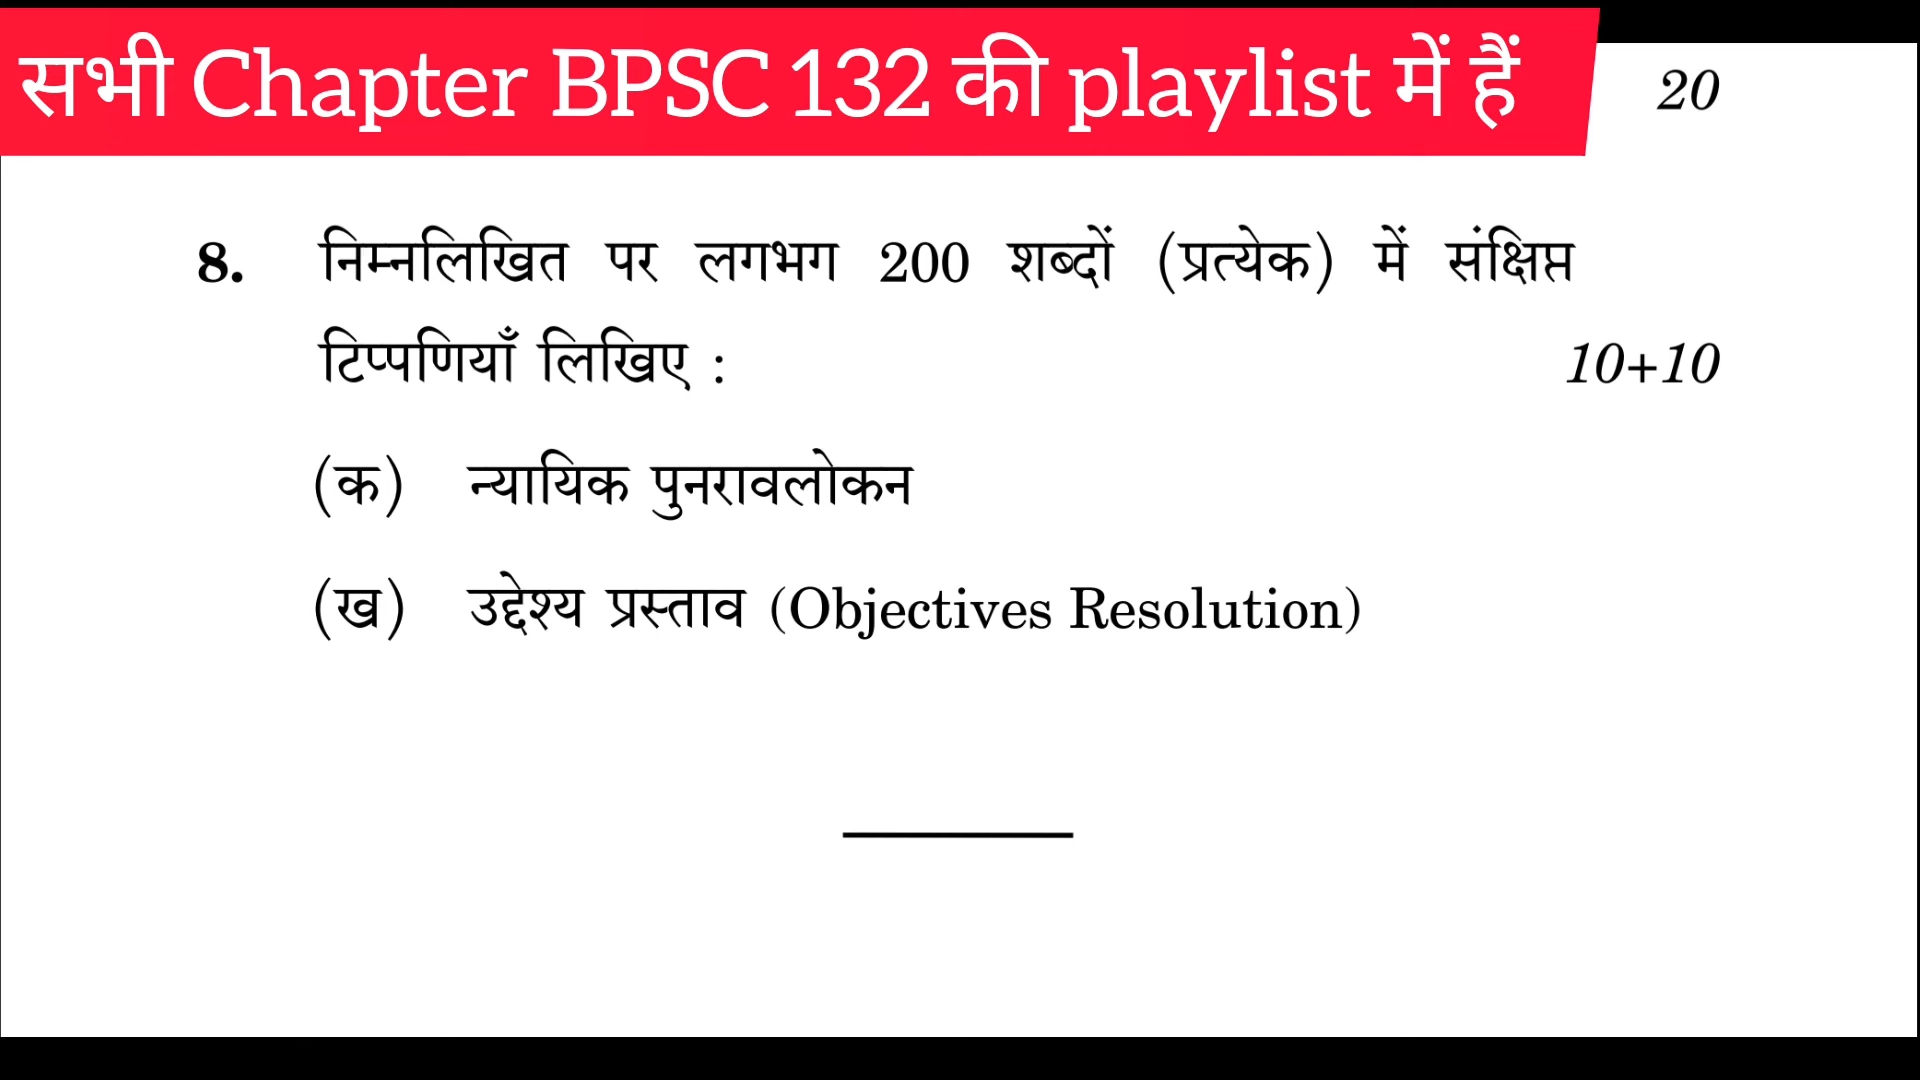 सभी Chapter BPSC 132 की playlist में हैं
20
8. निम्नलिखित पर लगभग 200 शब्दों (प्रत्येक) में संक्षिप्त
टिप्पणियाँ लिखिए : 10+10
(क) न्यायिक पुनरावलोकन
(ख) उद्देश्य प्रस्ताव (Objectives Resolution)